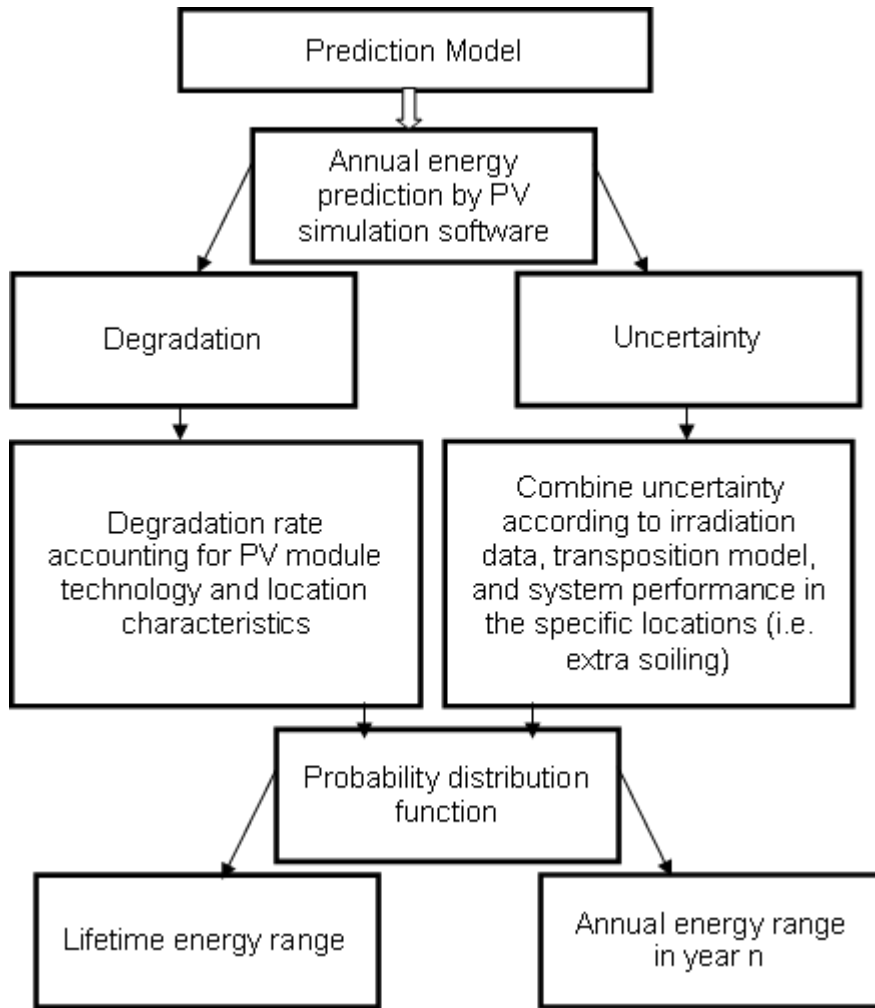 Prediction Model
Annual energy
prediction by PV
simulation software
Degradation
Uncertainty
Degradation rate
accounting for PV module
technology and location
characteristics
Combine uncertainty
according to irradiation
data, transposition model,
and system performance in
the specific locations (i.e.
extra soiling)
Probability distribution
function
Lifetime energy range
Annual energy range
in year n